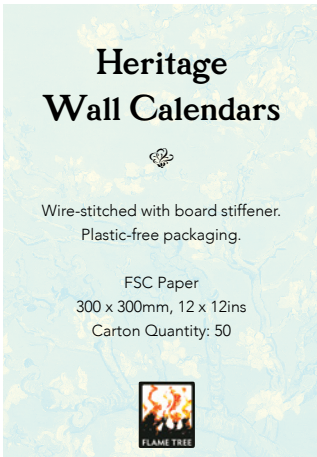 Heritage
Wall Calendars
Wire-stitched with board stiffener.
Plastic-free packaging.
FSC Paper
300 x 300mm, 12 x 12ins
Carton Quantity: 50
FLAME TREE